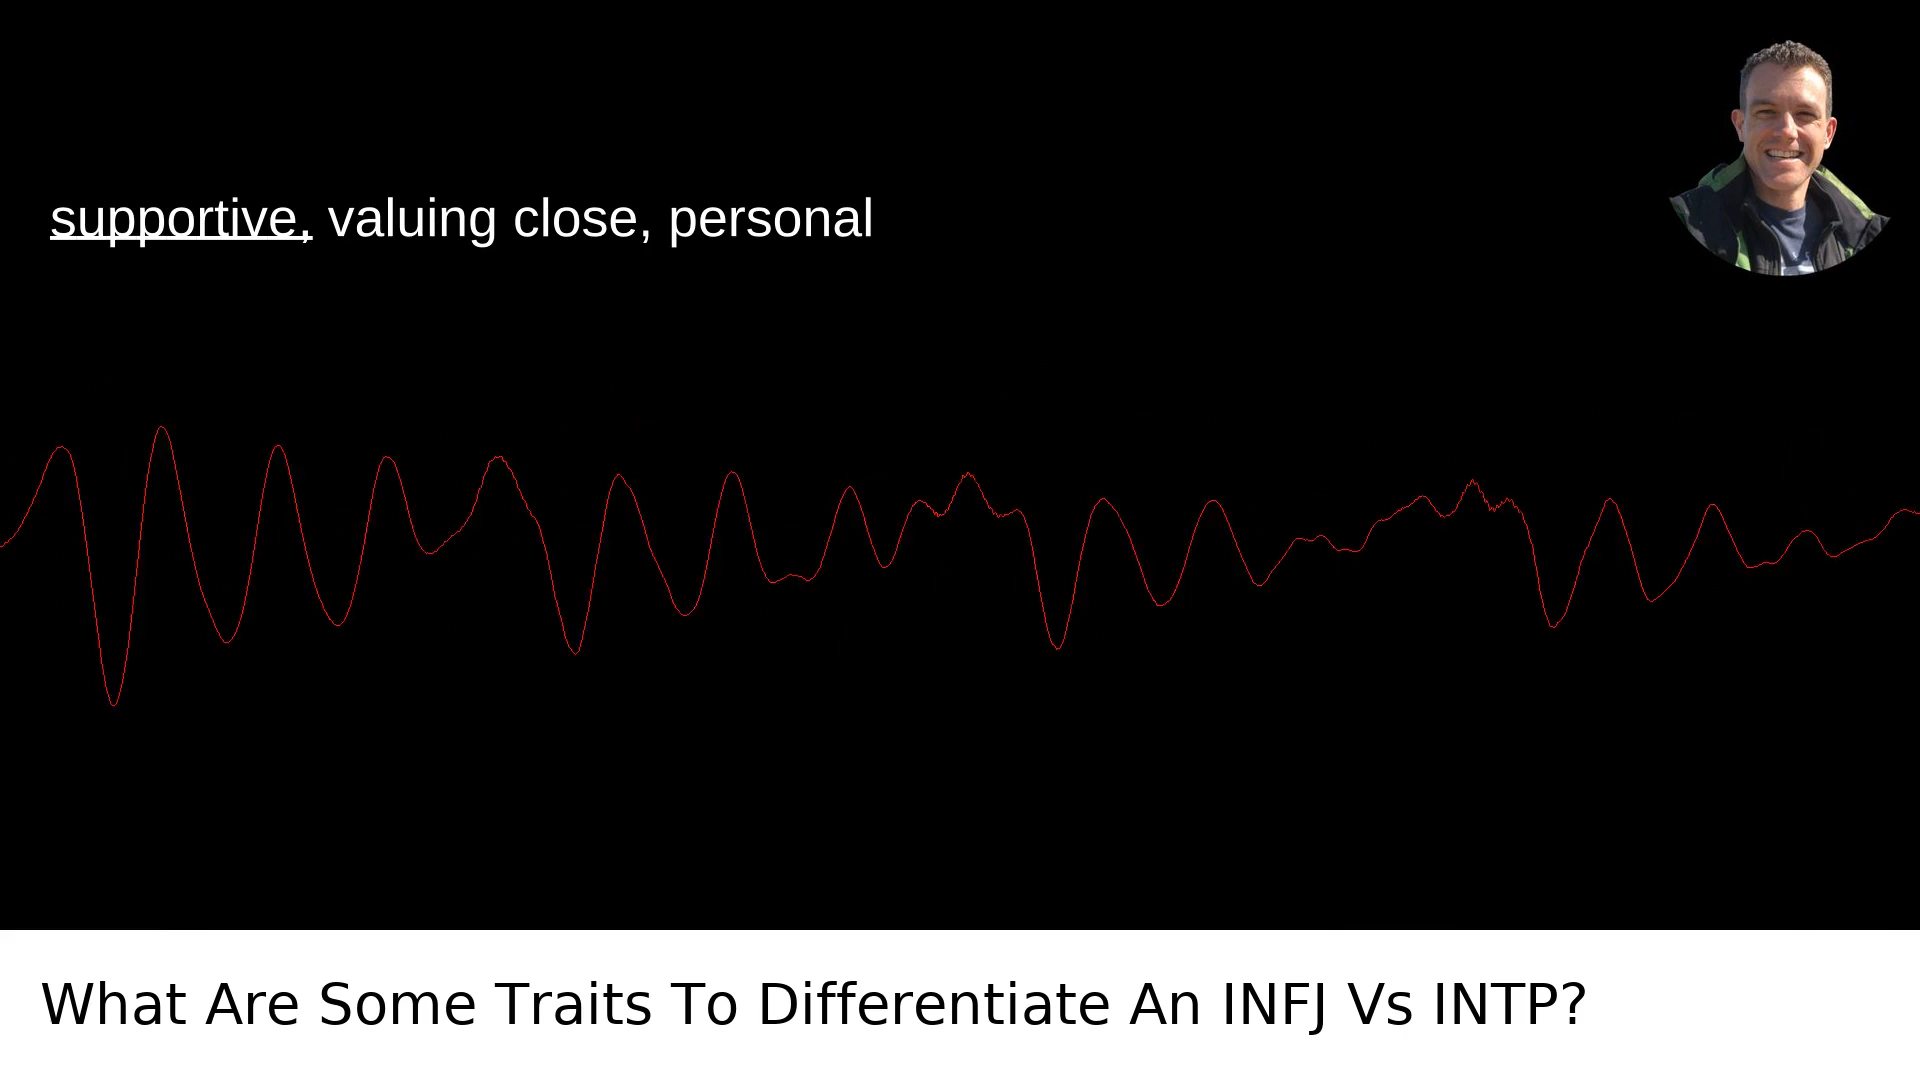 supportive, valuing close, personal
What Are Some Traits To Differentiate An INFJ Vs INTP?